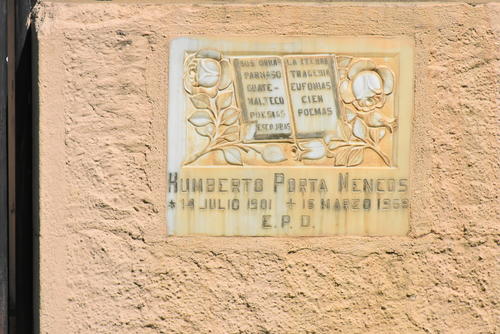 SUS OBRAS
PARNASO
GUATE-
MALTECO
POESIAS
ESCOJIDAS
LA ETERNA
TRAGEDIA
EUFONIAS
CIEN
POEMAS
HUMBERTO PORTA MENCOS
* 14 JULIO 1901 + 16 MARZO 1968
E.P.D.